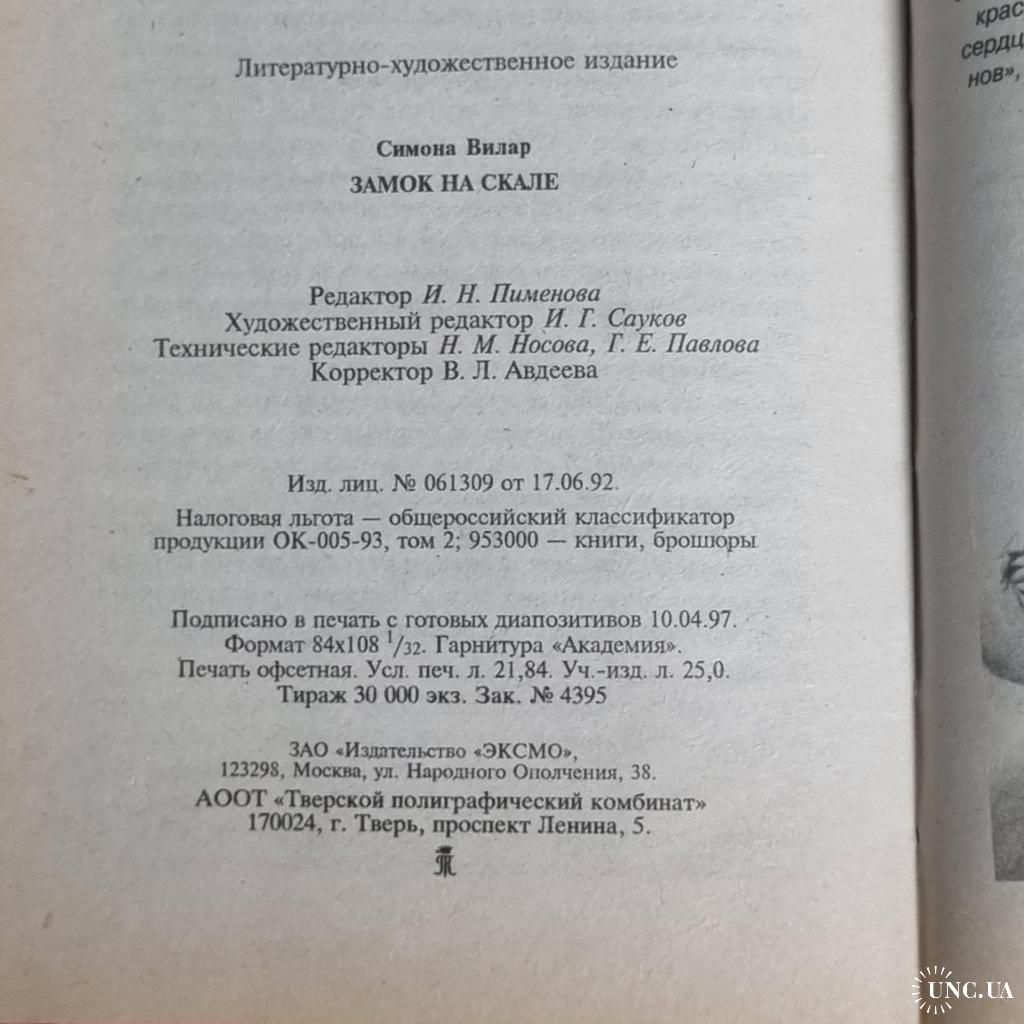 Литературно-художественное издание
Симона Вилар
ЗАМОК НА СКАЛЕ
Редактор И. Н. Пименова
Художественный редактор И. Г. Сауков
Технические редакторы Н. М. Носова, Г. Е. Павлова
Корректор В. Л. Авдеева
Изд. лиц. № 061309 от 17.06.92.
Налоговая льгота — общероссийский классификатор
продукции ОК-005-93, том 2; 953000 — книги, брошюры
Подписано в печать с готовых диапозитивов 10.04.97.
Формат 84х108 1/32. Гарнитура «Академия».
Печать офсетная. Усл. печ. л. 21,84. Уч.-изд. л. 25,0.
Тираж 30 000 экз. Зак. № 4395
ЗАО «Издательство «ЭКСМО»,
123298, Москва, ул. Народного Ополчения, 38.
АООТ «Тверской полиграфический комбинат»
170024, г. Тверь, проспект Ленина, 5.
крас
сердц
нов»,
UNC.UA